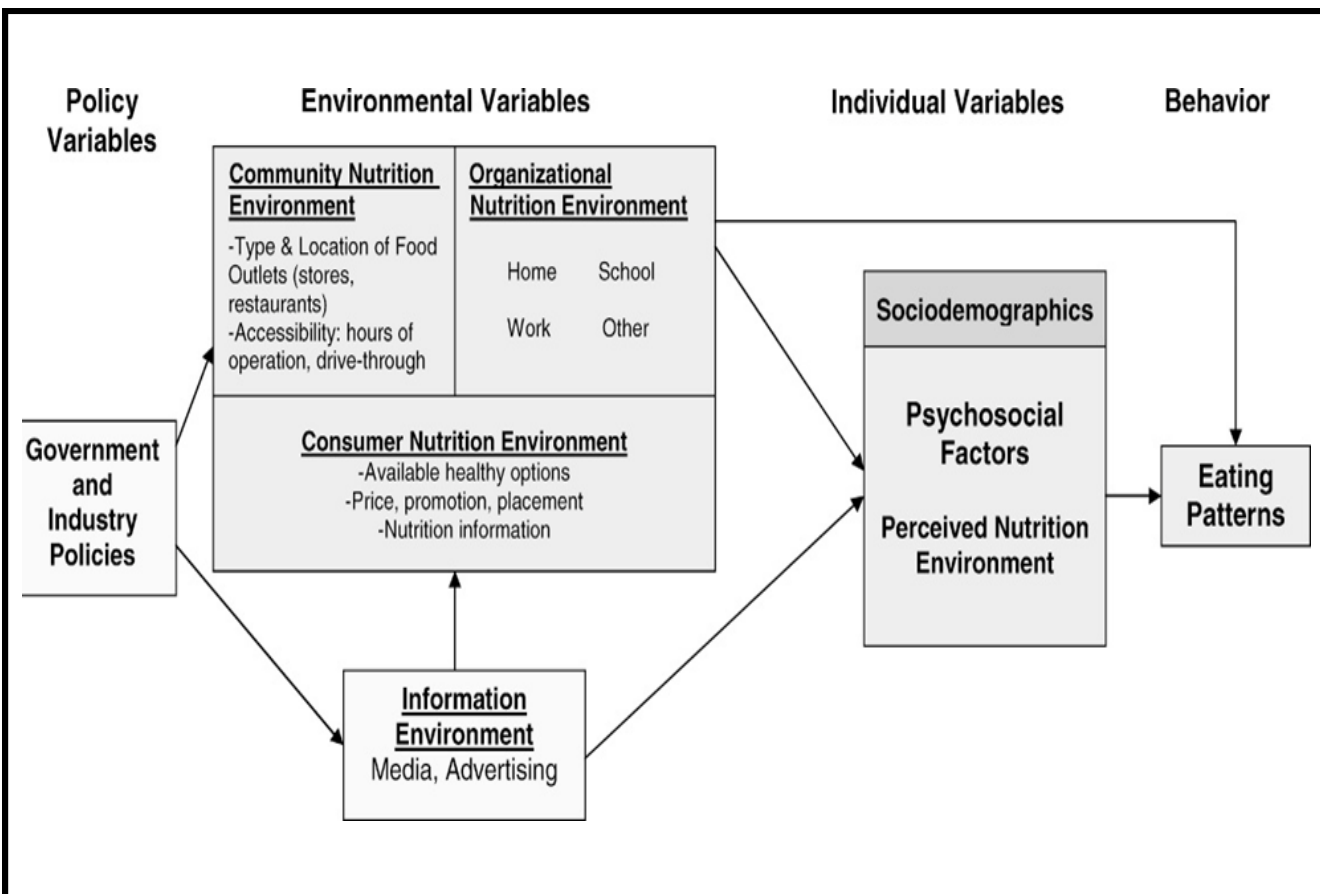 Policy
Variables
Environmental Variables
Individual Variables
Behavior
Community Nutrition
Environment
-Type & Location of Food
Outlets (stores,
restaurants)
-Accessibility: hours of
operation, drive-through
Organizational
Nutrition Environment
Home School
Work Other
Consumer Nutrition Environment
-Available healthy options
-Price, promotion, placement
-Nutrition information
Government
and
Industry
Policies
Information
Environment
Media, Advertising
Sociodemographics
Psychosocial
Factors
Perceived Nutrition
Environment
Eating
Patterns